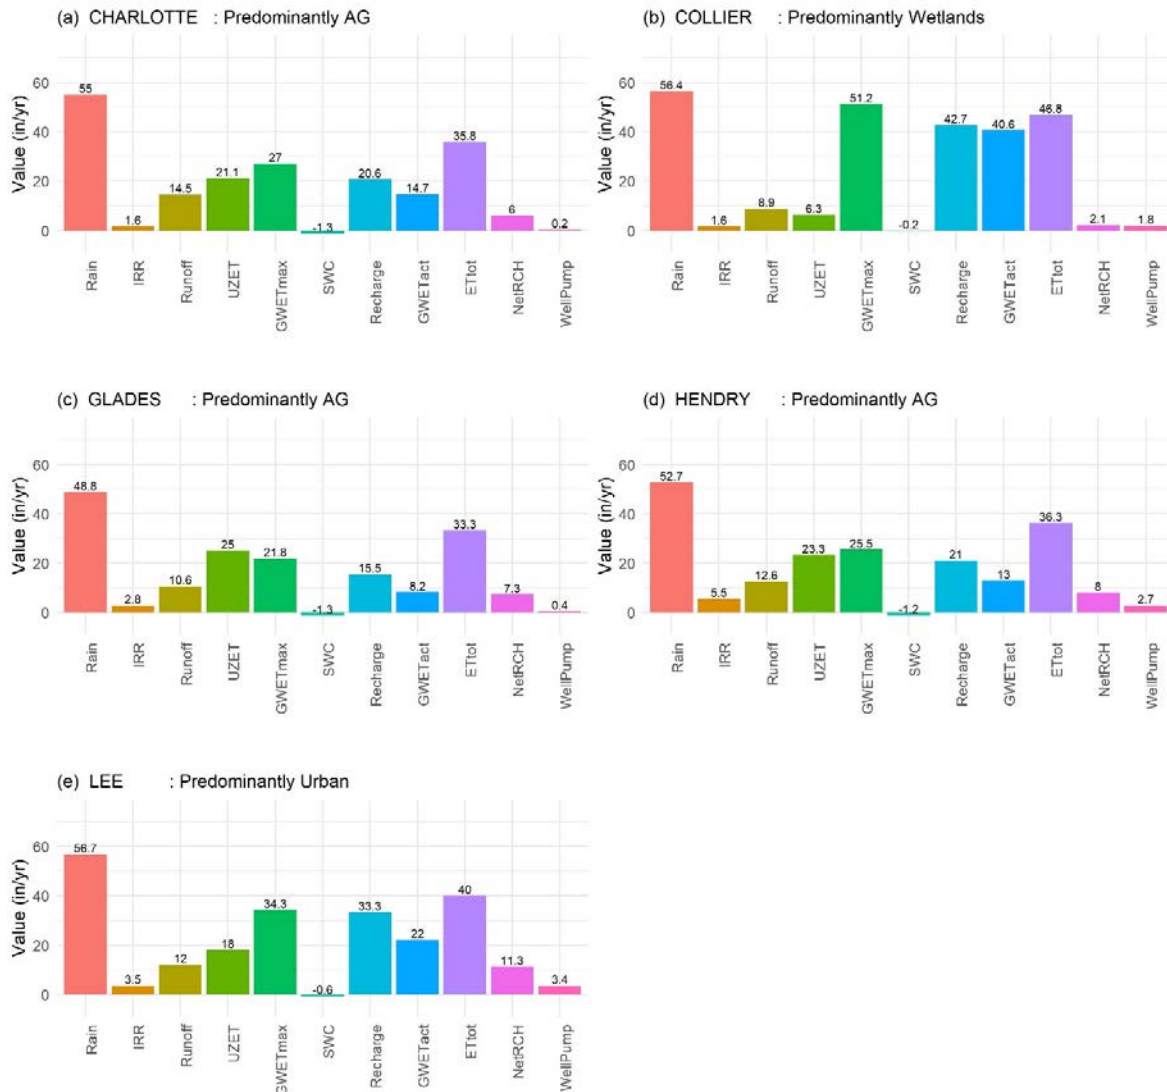 (a) CHARLOTTE : Predominantly AG
Value (in/yr)
60
40
20
0
55
1.6
14.5
21.1
27
-1.3
20.6
14.7
35.8
6
0.2
Rain
IRR
Runoff
UZET
GWETmax
SWC
Recharge
GWETact
ETtot
NetRCH
WellPump
(b) COLLIER : Predominantly Wetlands
Value (in/yr)
60
40
20
0
56.4
1.6
8.9
6.3
51.2
-0.2
42.7
40.6
46.8
2.1
1.8
Rain
IRR
Runoff
UZET
GWETmax
SWC
Recharge
GWETact
ETtot
NetRCH
WellPump
(c) GLADES : Predominantly AG
Value (in/yr)
60
40
20
0
48.8
2.8
10.6
25
21.8
-1.3
15.5
8.2
33.3
7.3
0.4
Rain
IRR
Runoff
UZET
GWETmax
SWC
Recharge
GWETact
ETtot
NetRCH
WellPump
(d) HENDRY : Predominantly AG
Value (in/yr)
60
40
20
0
52.7
5.5
12.6
23.3
25.5
-1.2
21
13
36.3
8
2.7
Rain
IRR
Runoff
UZET
GWETmax
SWC
Recharge
GWETact
ETtot
NetRCH
WellPump
(e) LEE : Predominantly Urban
Value (in/yr)
60
40
20
0
56.7
3.5
12
18
34.3
-0.6
33.3
22
40
11.3
3.4
Rain
IRR
Runoff
UZET
GWETmax
SWC
Recharge
GWETact
ETtot
NetRCH
WellPump